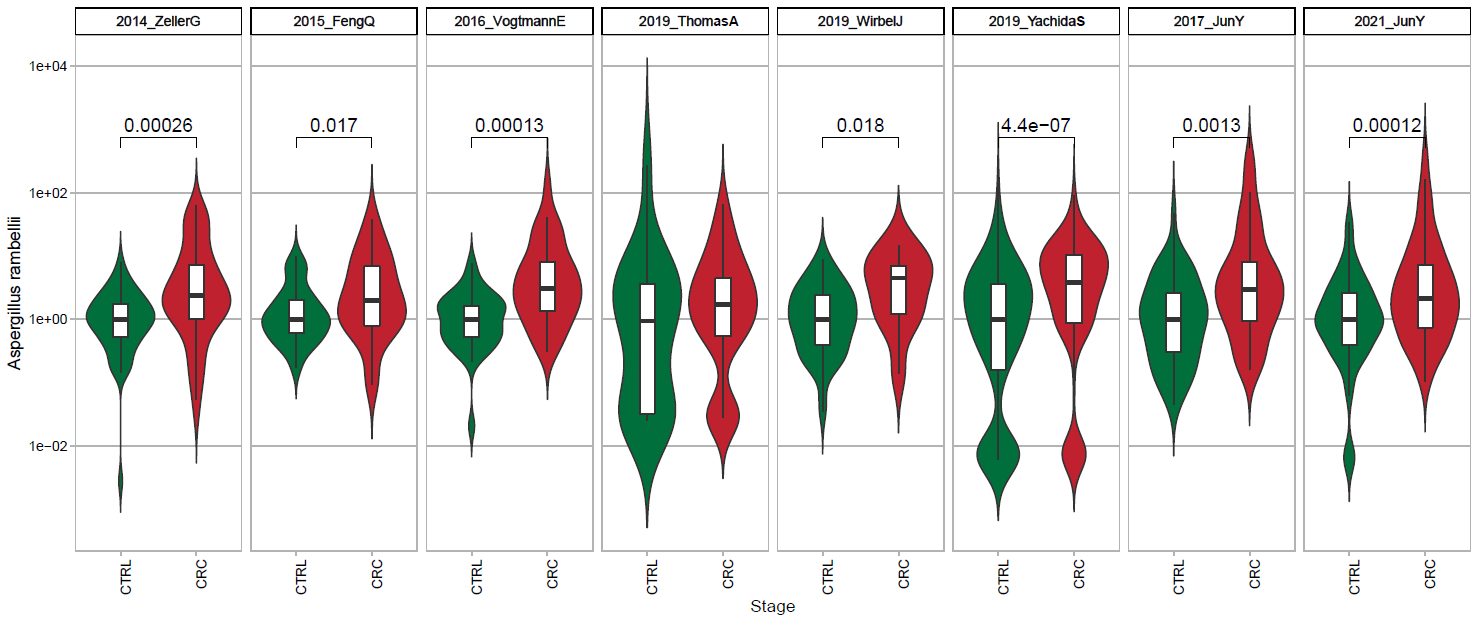 2014_ZellerG 2015_FengQ 2016_VogtmannE 2019_ThomasA 2019_WirbelJ 2019_YachidaS 2017_JunY 2021_JunY
1e+04
0.00026 0.017 0.00013 0.018 4.4e−07 0.0013 0.00012
1e+02
1e+00
1e−02
Aspergillus rambellii
CTRL CRC CTRL CRC CTRL CRC CTRL CRC CTRL CRC CTRL CRC CTRL CRC CTRL CRC
Stage